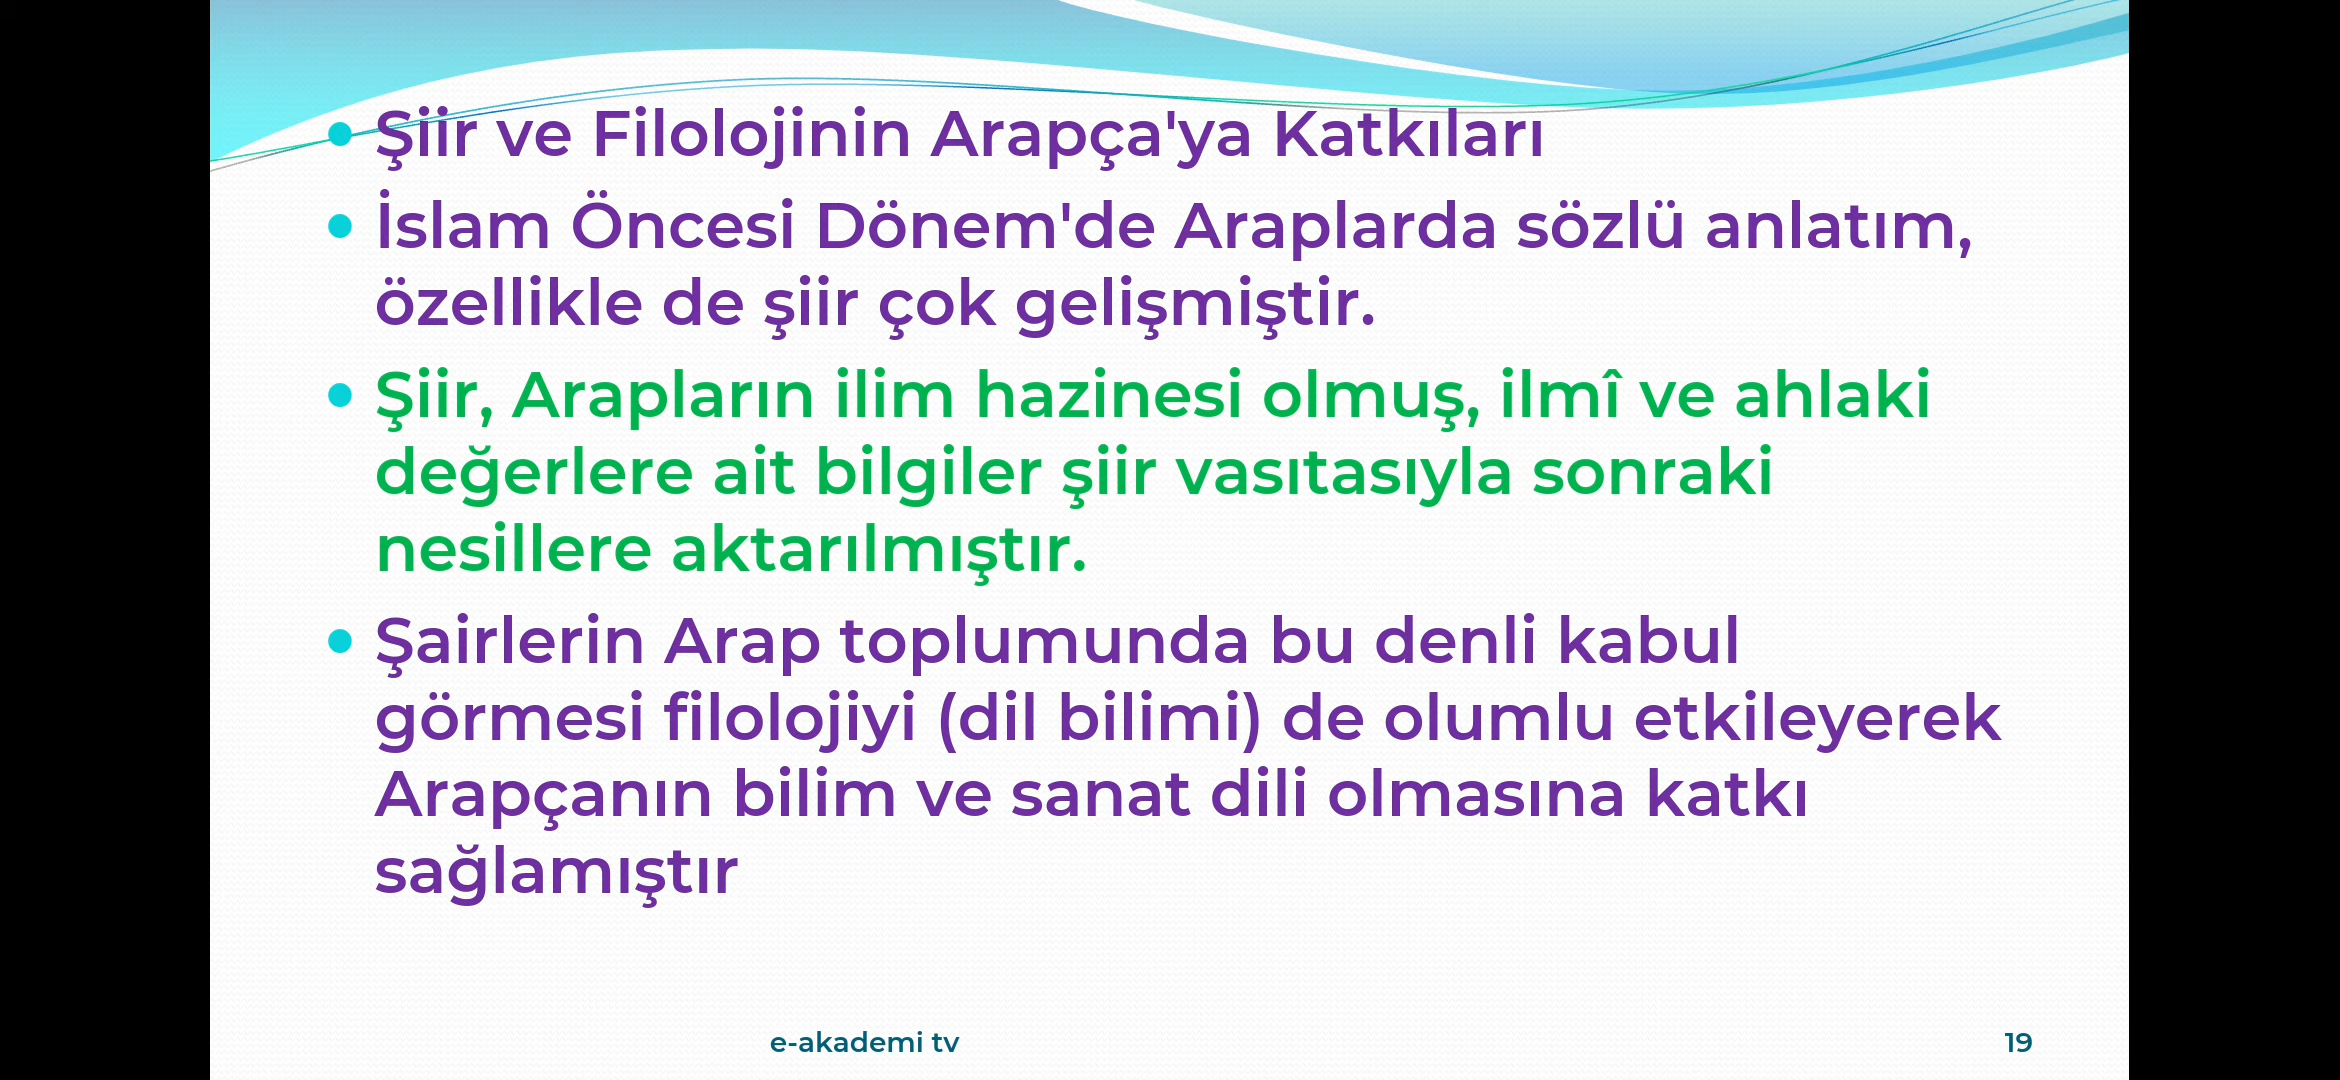 Şiir ve Filolojinin Arapça'ya Katkıları
İslam Öncesi Dönem'de Araplarda sözlü anlatım,
özellikle de şiir çok gelişmiştir.
Şiir, Arapların ilim hazinesi olmuş, ilmî ve ahlaki
değerlere ait bilgiler şiir vasıtasıyla sonraki
nesillere aktarılmıştır.
Şairlerin Arap toplumunda bu denli kabul
görmesi filolojiyi (dil bilimi) de olumlu etkileyerek
Arapçanın bilim ve sanat dili olmasına katkı
sağlamıştır
e-akademi tv
19